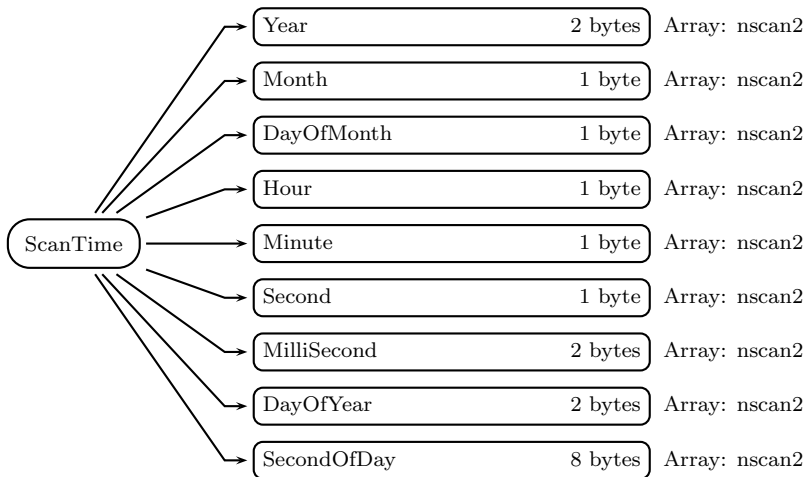 Year 2 bytes Array: nscan2
Month 1 byte Array: nscan2
DayOfMonth 1 byte Array: nscan2
Hour 1 byte Array: nscan2
ScanTime Minute 1 byte Array: nscan2
Second 1 byte Array: nscan2
MilliSecond 2 bytes Array: nscan2
DayOfYear 2 bytes Array: nscan2
SecondOfDay 8 bytes Array: nscan2